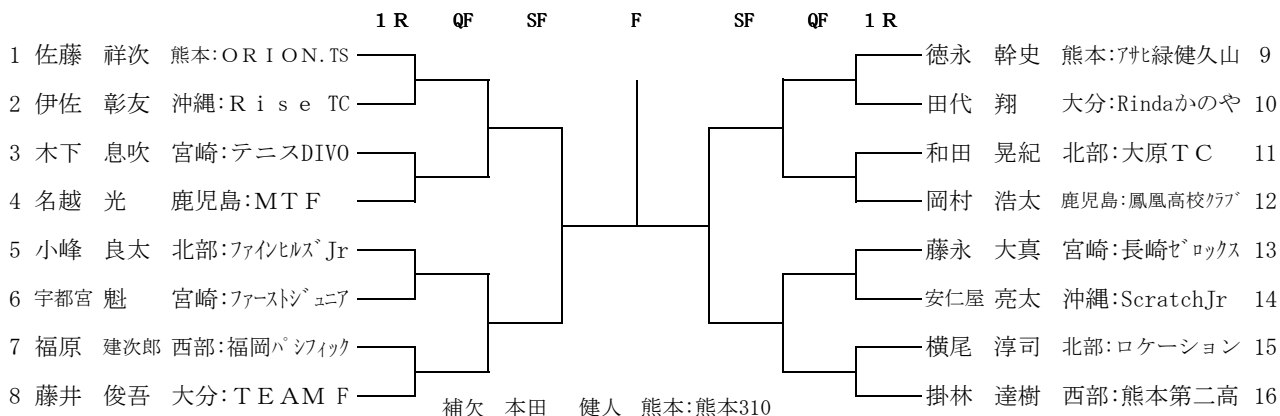 1R QF SF F SF QF 1R
1 佐藤 祥次 熊本:ORION.TS 徳永 幹史 熊本:アサヒ緑健久山 9
2 伊佐 彰友 沖縄:Rise TC 田代 翔 大分:Rindaかのや 10
3 木下 息吹 宮崎:テニスDIVO 和田 晃紀 北部:大原TC 11
4 名越 光 鹿児島:MTF 岡村 浩太 鹿児島:鳳凰高校クラブ 12
5 小峰 良太 北部:ファインヒルズJr 藤永 大真 宮崎:長崎ゼロックス 13
6 宇都宮 魁 宮崎:ファーストジュニア 安仁屋 亮太 沖縄:ScratchJr 14
7 福原 建次郎 西部:福岡パシフィック 横尾 淳司 北部:ロケーション 15
8 藤井 俊吾 大分:TEAM F 掛林 達樹 西部:熊本第二高 16
補欠 本田 健人 熊本:熊本310